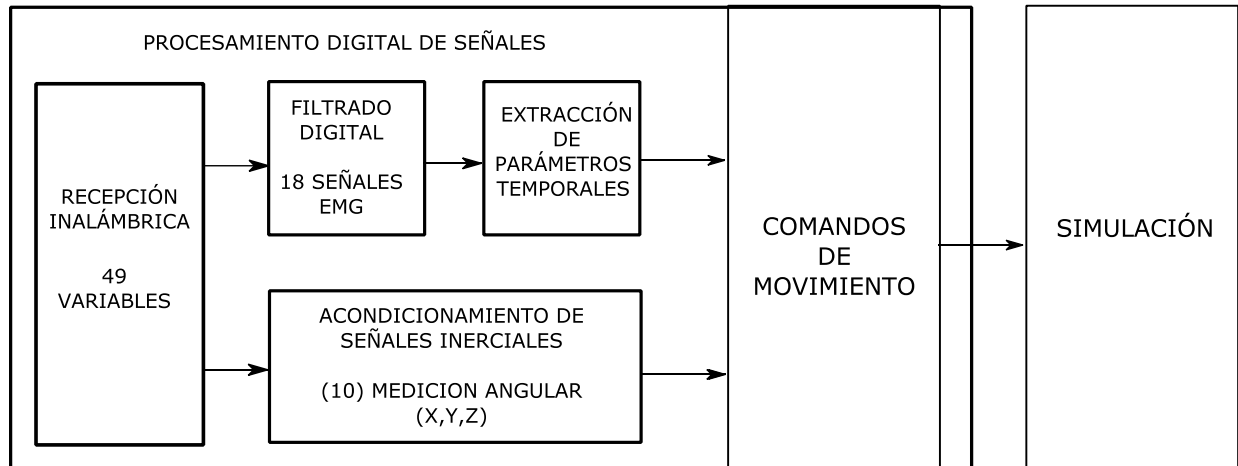 PROCESAMIENTO DIGITAL DE SEÑALES
RECEPCIÓN
INALÁMBRICA
49
VARIABLES
FILTRADO
DIGITAL
18 SEÑALES
EMG
EXTRACCIÓN
DE
PARÁMETROS
TEMPORALES
ACONDICIONAMIENTO DE
SEÑALES INERCIALES
(10) MEDICION ANGULAR
(X,Y,Z)
COMANDOS
DE
MOVIMIENTO
SIMULACIÓN